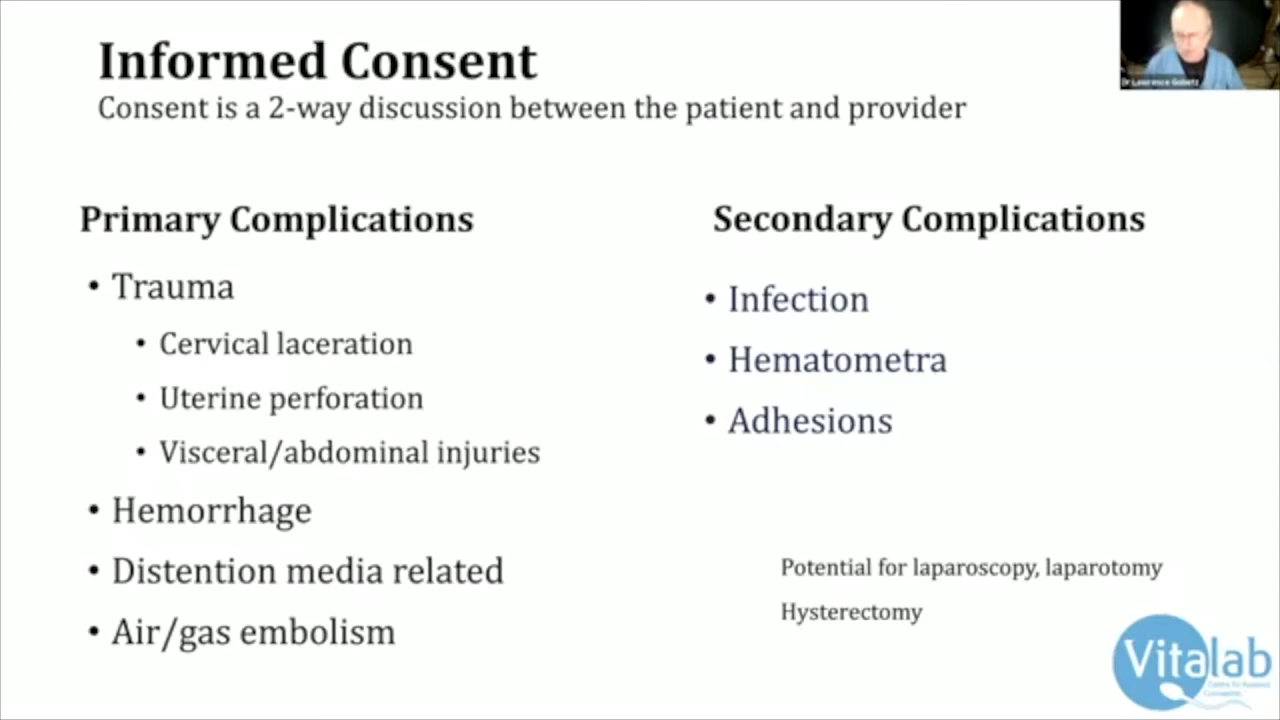 Informed Consent
Consent is a 2-way discussion between the patient and provider
Primary Complications
• Trauma
• Cervical laceration
• Uterine perforation
• Visceral/abdominal injuries
• Hemorrhage
• Distention media related
• Air/gas embolism
Secondary Complications
• Infection
• Hematometra
• Adhesions
Potential for laparoscopy, laparotomy
Hysterectomy
Vitalab
Dr Lawrence